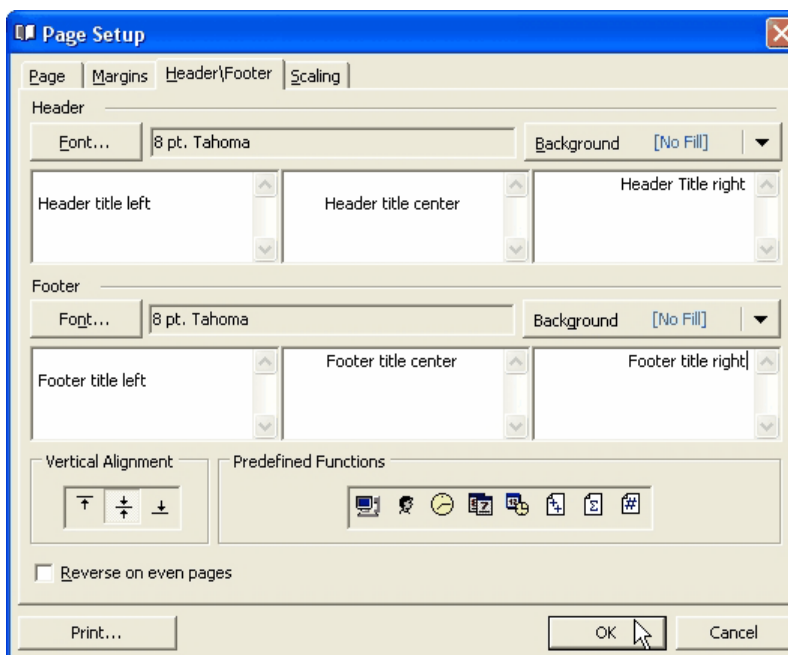 Page Setup
Page Margins Header\Footer Scaling
Header
Font... 8 pt. Tahoma Background [No Fill]
Header title left Header title center Header Title right
Footer
Font... 8 pt. Tahoma Background [No Fill]
Footer title left Footer title center Footer title right
Vertical Alignment Predefined Functions
Reverse on even pages
Print... OK Cancel